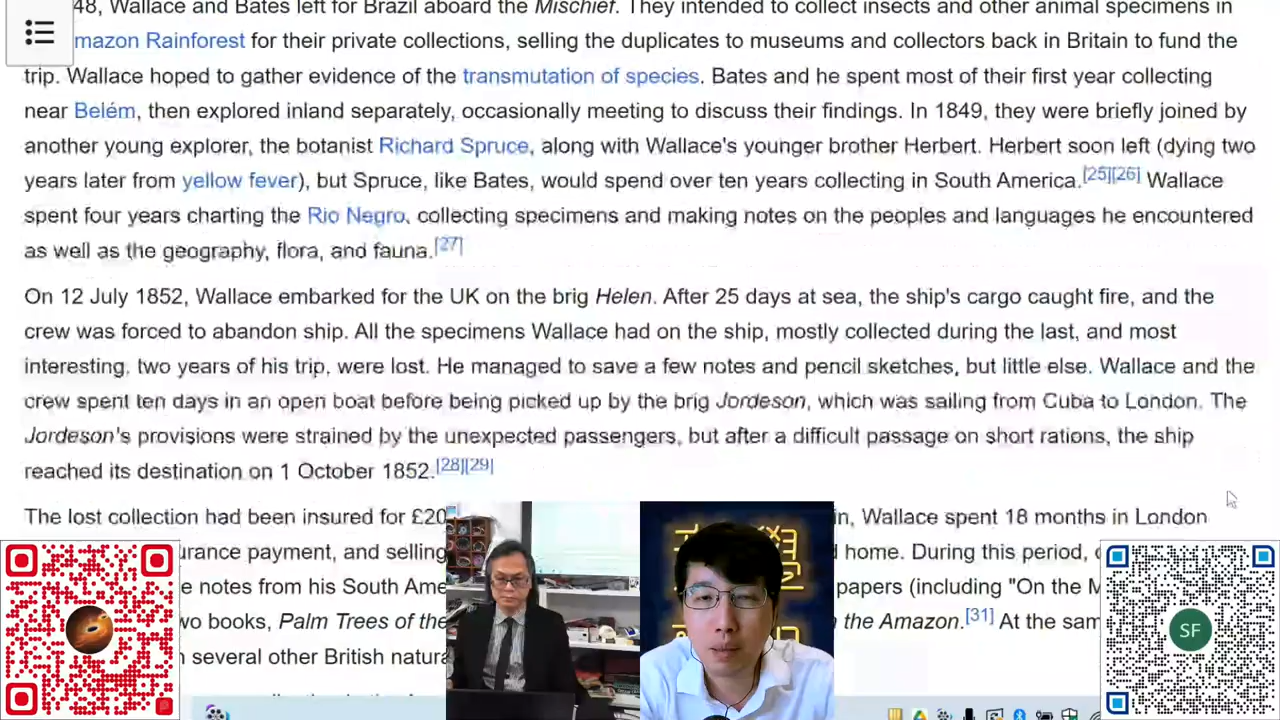 48, Wallace and Bates left for Brazil aboard the Mischief. They intended to collect insects and other animal specimens in
mazon Rainforest for their private collections, selling the duplicates to museums and collectors back in Britain to fund the
trip. Wallace hoped to gather evidence of the transmutation of species. Bates and he spent most of their first year collecting
near Belém, then explored inland separately, occasionally meeting to discuss their findings. In 1849, they were briefly joined by
another young explorer, the botanist Richard Spruce, along with Wallace's younger brother Herbert. Herbert soon left (dying two
years later from yellow fever), but Spruce, like Bates, would spend over ten years collecting in South America.[25][26] Wallace
spent four years charting the Rio Negro, collecting specimens and making notes on the peoples and languages he encountered
as well as the geography, flora, and fauna.[27]
On 12 July 1852, Wallace embarked for the UK on the brig Helen. After 25 days at sea, the ship's cargo caught fire, and the
crew was forced to abandon ship. All the specimens Wallace had on the ship, mostly collected during the last, and most
interesting, two years of his trip, were lost. He managed to save a few notes and pencil sketches, but little else. Wallace and the
crew spent ten days in an open boat before being picked up by the brig Jordeson, which was sailing from Cuba to London. The
Jordeson's provisions were strained by the unexpected passengers, but after a difficult passage on short rations, the ship
reached its destination on 1 October 1852.[28][29]
The lost collection had been insured for £20 in, Wallace spent 18 months in London
urance payment, and selling home. During this period,
e notes from his South Ame papers (including "On the M
wo books, Palm Trees of the the Amazon.[31] At the sam
n several other British natura
SF